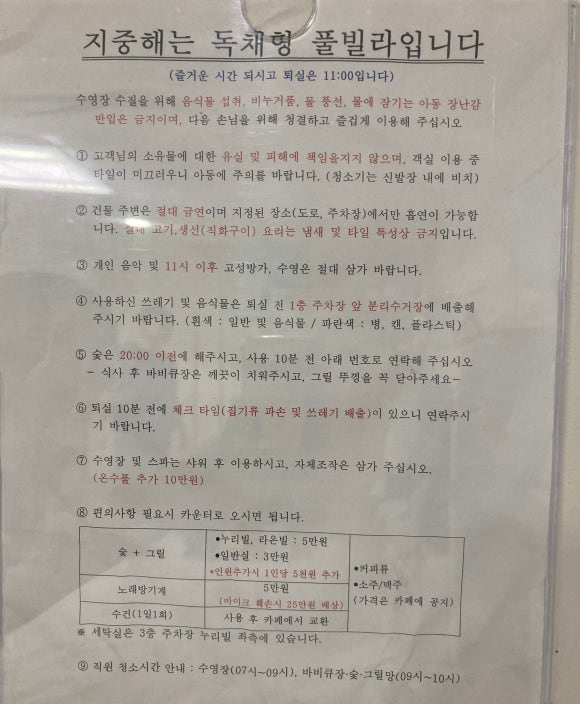 지중해는 독채형 풀빌라입니다
(즐거운 시간 되시고 퇴실은 11:00입니다)
수영장 수질을 위해 음식물 섭취, 비누거품, 물 풍선, 물에 잠기는 아동 장난감
반입은 금지이며, 다음 손님을 위해 청결하고 즐겁게 이용해 주십시오
① 고객님의 소유물에 대한 유실 및 피해에 책임을지지 않으며, 객실 이용 중
타일이 미끄러우니 아동에 주의를 바랍니다. (청소기는 신발장 내에 비치)
② 건물 주변은 절대 금연이며 지정된 장소(도로, 주차장)에서만 흡연이 가능합
니다. 실내 고기,생선(직화구이) 요리는 냄새 및 타일 특성상 금지입니다.
③ 개인 음악 및 11시 이후 고성방가, 수영은 절대 삼가 바랍니다.
④ 사용하신 쓰레기 및 음식물은 퇴실 전 1층 주차장 앞 분리수거장에 배출해
주시기 바랍니다. (흰색 : 일반 및 음식물 / 파란색 : 병, 캔, 플라스틱)
⑤ 숯은 20:00 이전에 해주시고, 사용 10분 전 아래 번호로 연락해 주십시오
- 식사 후 바비큐장은 깨끗이 치워주시고, 그릴 뚜껑을 꼭 닫아주세요-
⑥ 퇴실 10분 전에 체크 타임(집기류 파손 및 쓰레기 배출)이 있으니 연락주시
기 바랍니다.
⑦ 수영장 및 스파는 샤워 후 이용하시고, 자체조작은 삼가 주십시오.
(온수풀 추가 10만원)
⑧ 편의사항 필요시 카운터로 오시면 됩니다.
숯 + 그릴
•누리빌, 라온빌 : 5만원
•일반실 : 3만원
*인원추가시 1인당 5천원 추가
노래방기계
5만원
(마이크 훼손시 25만원 배상)
수건(1일1회)
사용 후 카페에서 교환
•커피류
•소주/맥주
(가격은 카페에 공지)
※ 세탁실은 3층 주차장 누리빌 좌측에 있습니다.
⑨ 직원 청소시간 안내 : 수영장(07시~09시), 바비큐장·숯·그릴망(09시~10시)